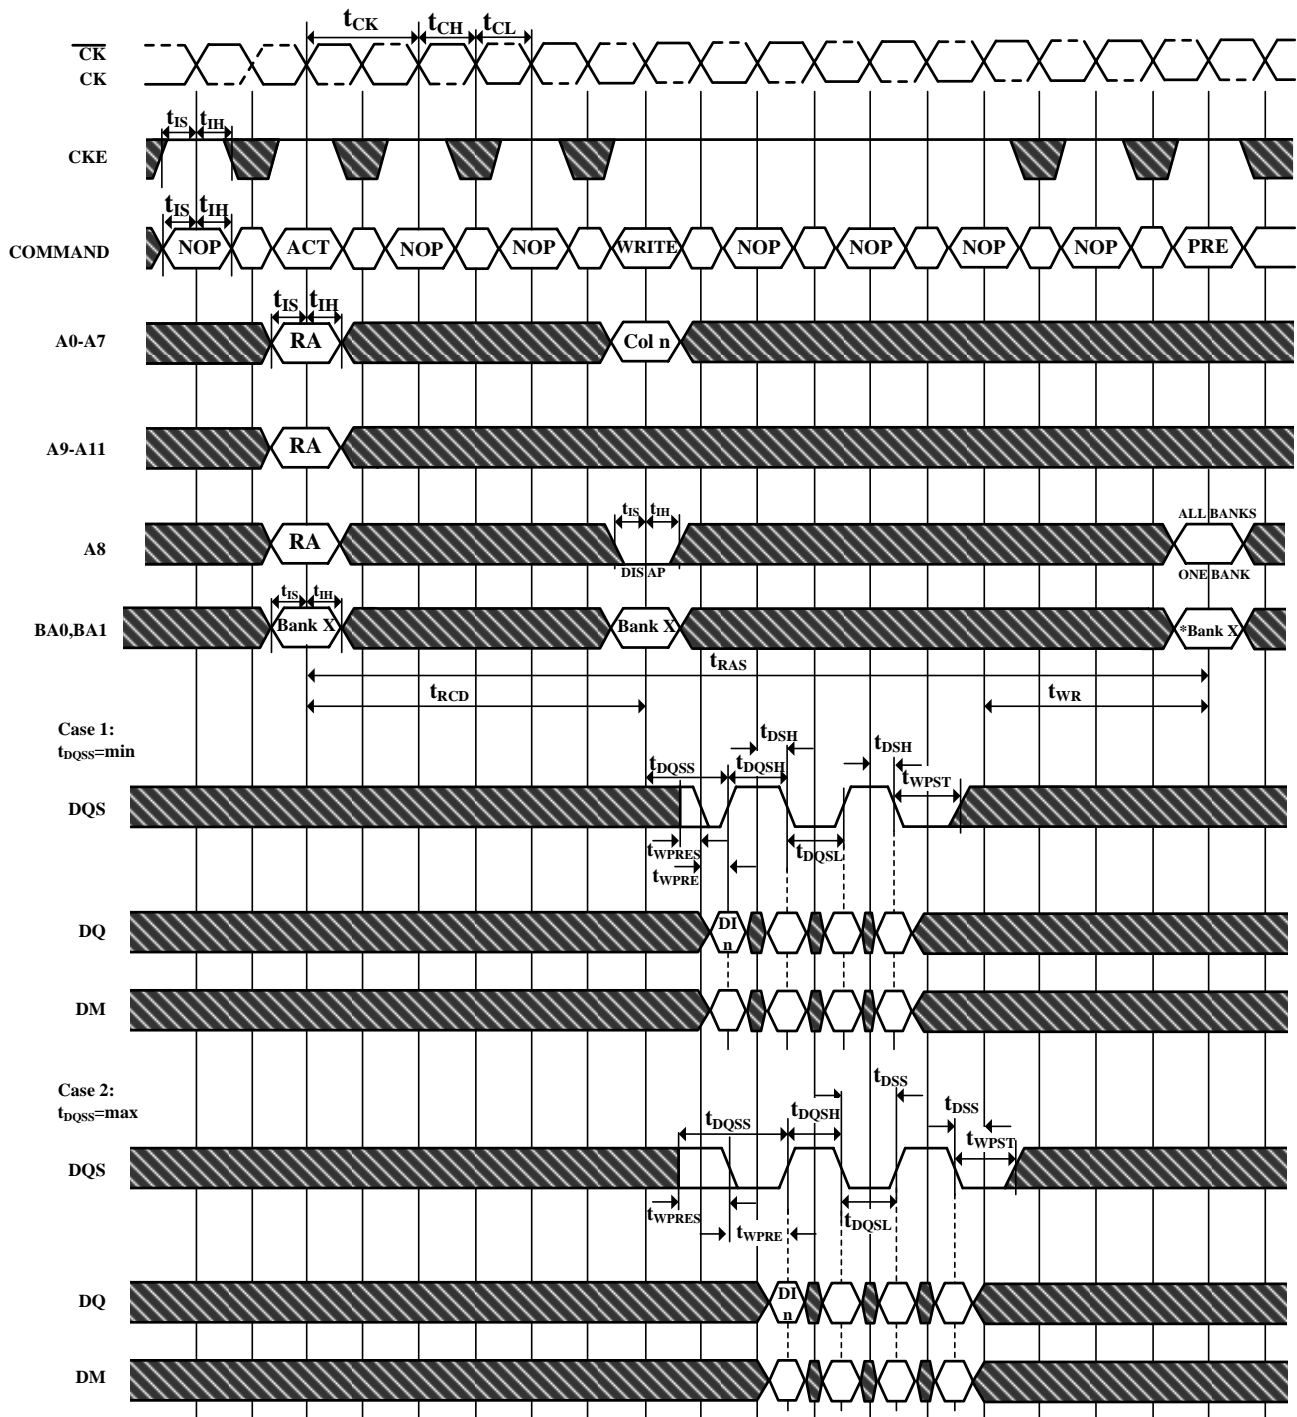 tCK tCH tCL
CK
CK
tIS tIH
CKE
tIS tIH
COMMAND NOP ACT NOP NOP WRITE NOP NOP NOP NOP PRE
tIS tIH
A0-A7 RA Col n
A9-A11 RA
tIS tIH ALL BANKS
A8 RA
DIS AP ONE BANK
tIS tIH
BA0,BA1 Bank X Bank X *Bank X
tRAS
tRCD tWR
Case 1:
tDQSS=min
tDSH tDSH
tDQSS tDQSH tWPST
DQS
tWPRES tDQSL
tWPRE
DQ DI
n
DM
Case 2:
tDQSS=max
tDSS tDSS
tDQSS tDQSH tWPST
DQS
tWPRES tWPRE tDQSL
DQ DI
n
DM